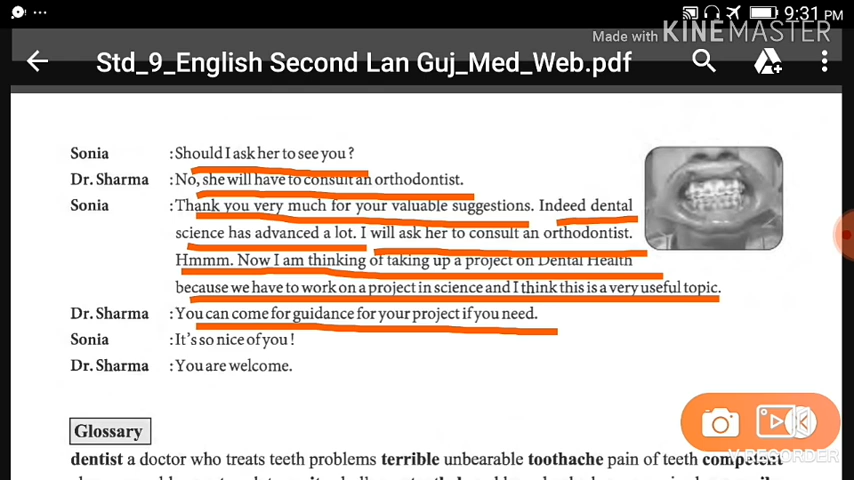 ... 9:31 PM
Made with KINEMASTER
Std_9_English Second Lan Guj_Med_Web.pdf
Sonia : Should I ask her to see you ?
Dr. Sharma : No, she will have to consult an orthodontist.
Sonia : Thank you very much for your valuable suggestions. Indeed dental
science has advanced a lot. I will ask her to consult an orthodontist.
Hmmm. Now I am thinking of taking up a project on Dental Health
because we have to work on a project in science and I think this is a very useful topic.
Dr. Sharma : You can come for guidance for your project if you need.
Sonia : It's so nice of you !
Dr. Sharma : You are welcome.
Glossary
dentist a doctor who treats teeth problems terrible unbearable toothache pain of teeth competent